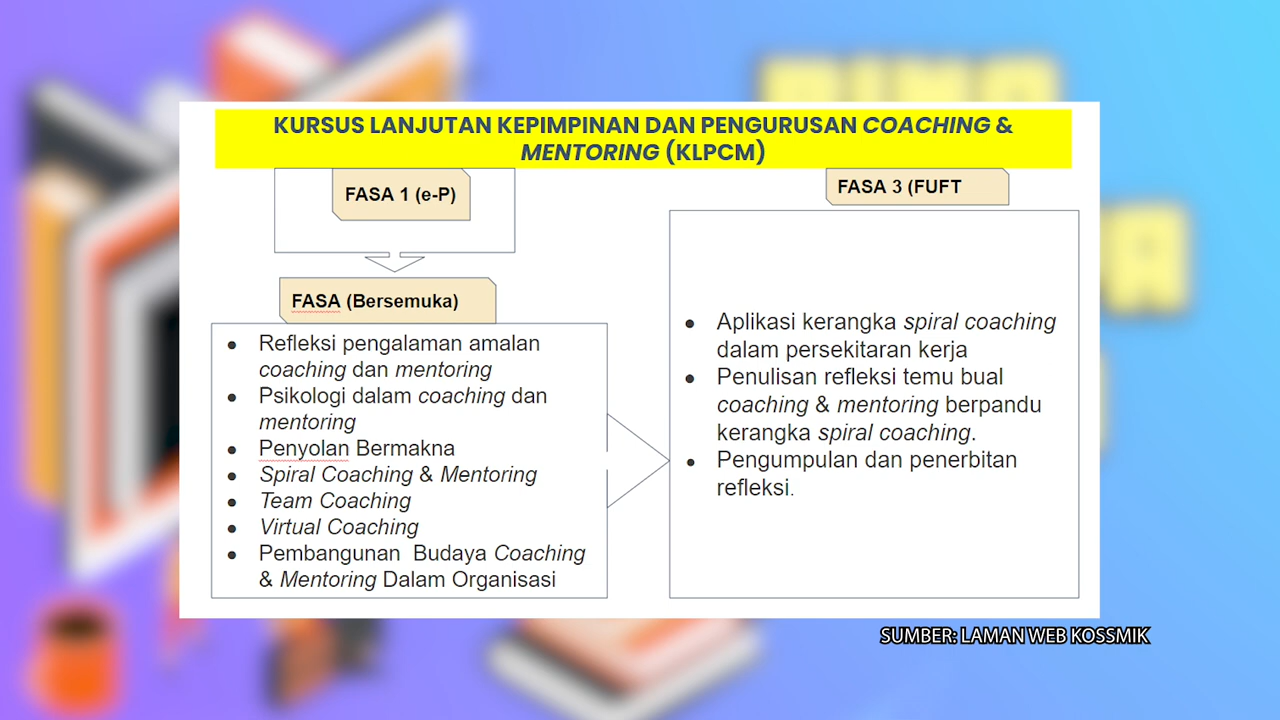 KURSUS LANJUTAN KEPIMPINAN DAN PENGURUSAN COACHING &
MENTORING (KLPCM)
FASA 1 (e-P)
FASA (Bersemuka)
● Refleksi pengalaman amalan
coaching dan mentoring
● Psikologi dalam coaching dan
mentoring
● Penyolan Bermakna
● Spiral Coaching & Mentoring
● Team Coaching
● Virtual Coaching
● Pembangunan Budaya Coaching
& Mentoring Dalam Organisasi
FASA 3 (FUFT
● Aplikasi kerangka spiral coaching
dalam persekitaran kerja
● Penulisan refleksi temu bual
coaching & mentoring berpandu
kerangka spiral coaching.
● Pengumpulan dan penerbitan
refleksi.
SUMBER: LAMAN WEB KOSSMIK